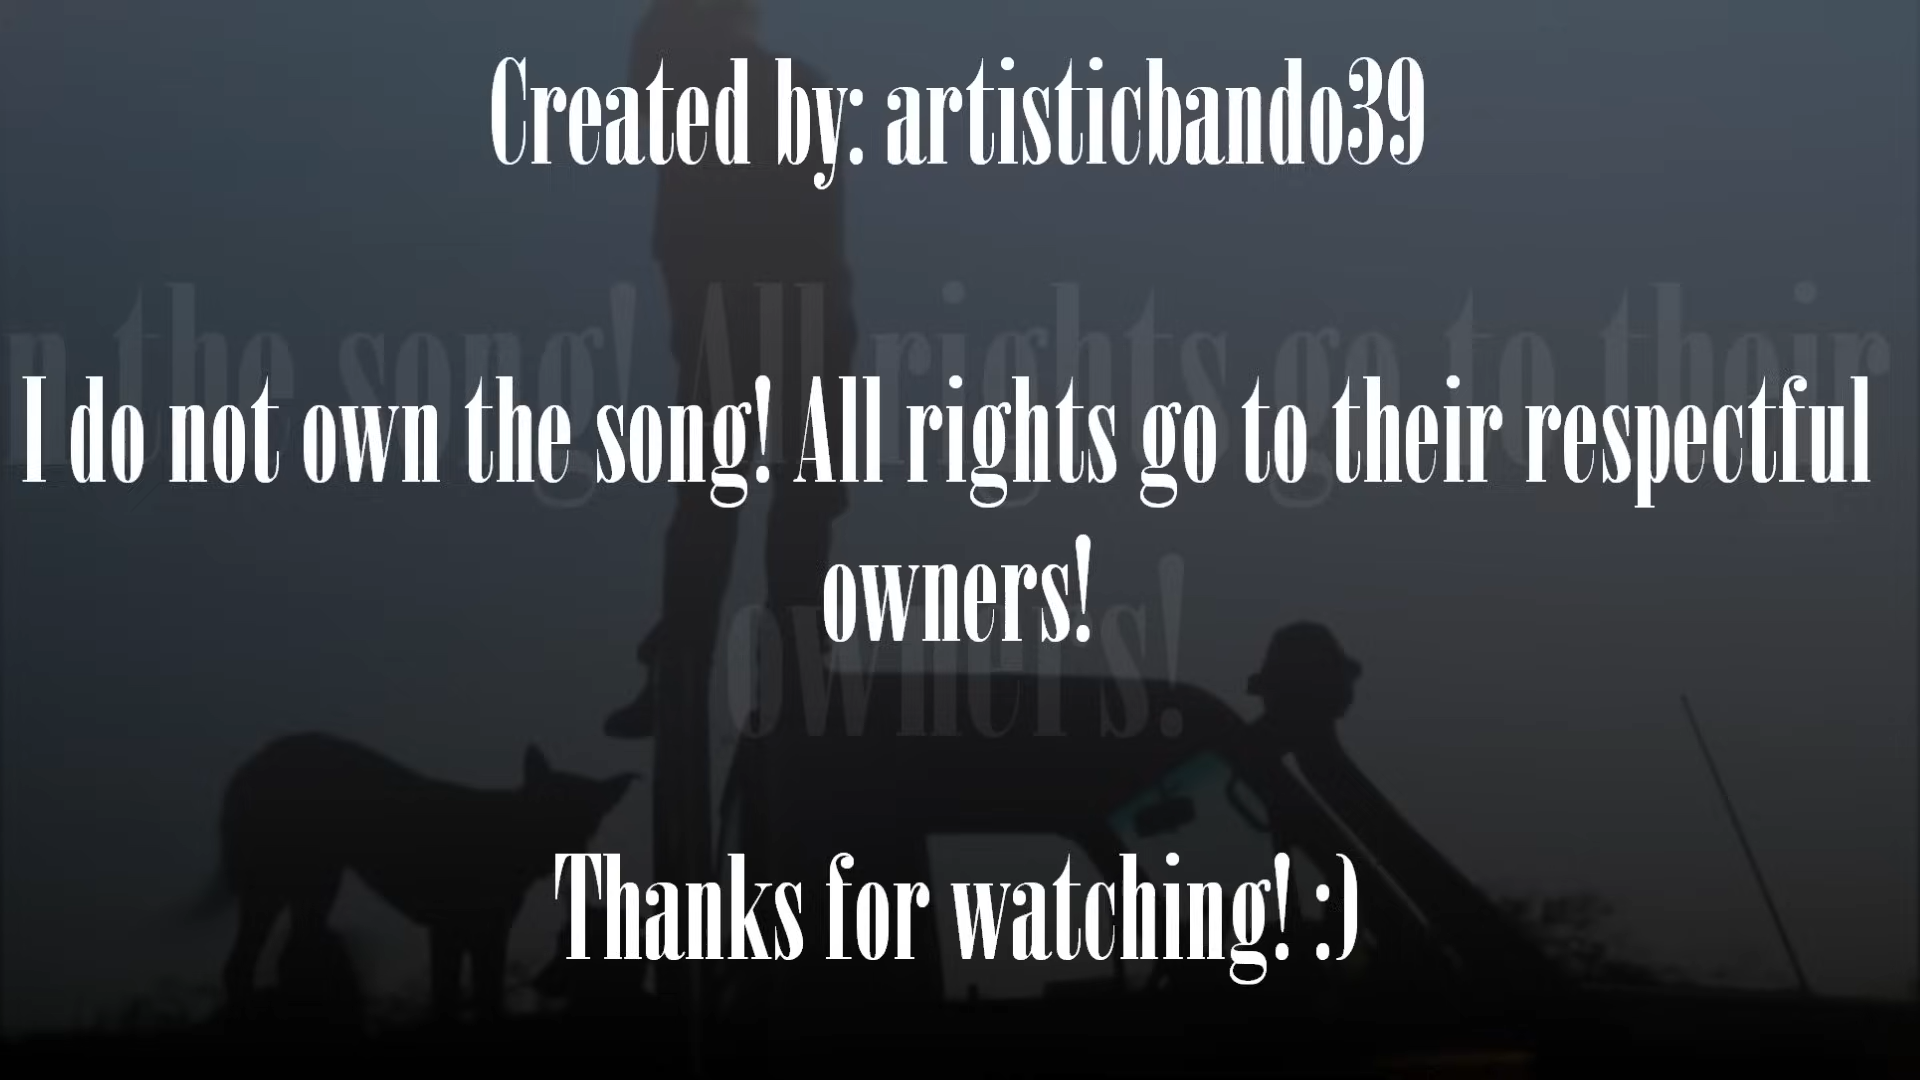 Created by: artisticbando39
I do not own the song! All rights go to their respectful
owners!
Thanks for watching! :)